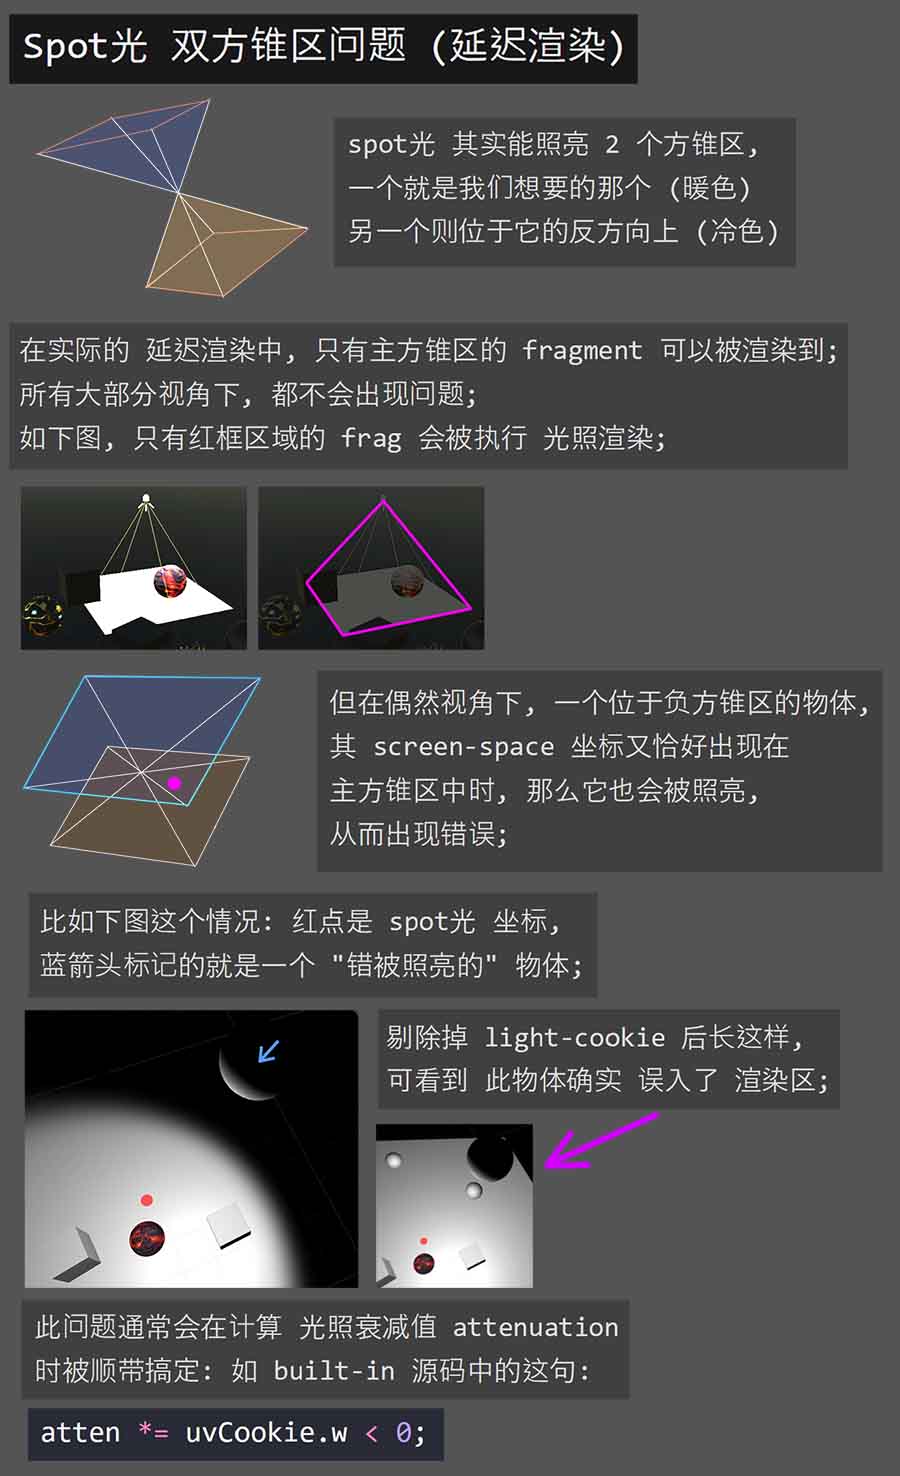 Spot光 双方锥区问题 (延迟渲染)
spot光 其实能照亮 2 个方锥区,
一个就是我们想要的那个 (暖色)
另一个则位于它的反方向上 (冷色)
在实际的 延迟渲染中, 只有主方锥区的 fragment 可以被渲染到;
所有大部分视角下, 都不会出现问题;
如下图, 只有红框区域的 frag 会被执行 光照渲染;
但在偶然视角下, 一个位于负方锥区的物体,
其 screen-space 坐标又恰好出现在
主方锥区中时, 那么它也会被照亮,
从而出现错误;
比如下图这个情况: 红点是 spot光 坐标,
蓝箭头标记的就是一个 "错被照亮的" 物体;
剔除掉 light-cookie 后长这样,
可看到 此物体确实 误入了 渲染区;
此问题通常会在计算 光照衰减值 attenuation
时被顺带搞定: 如 built-in 源码中的这句:
atten *= uvCookie.w < 0;